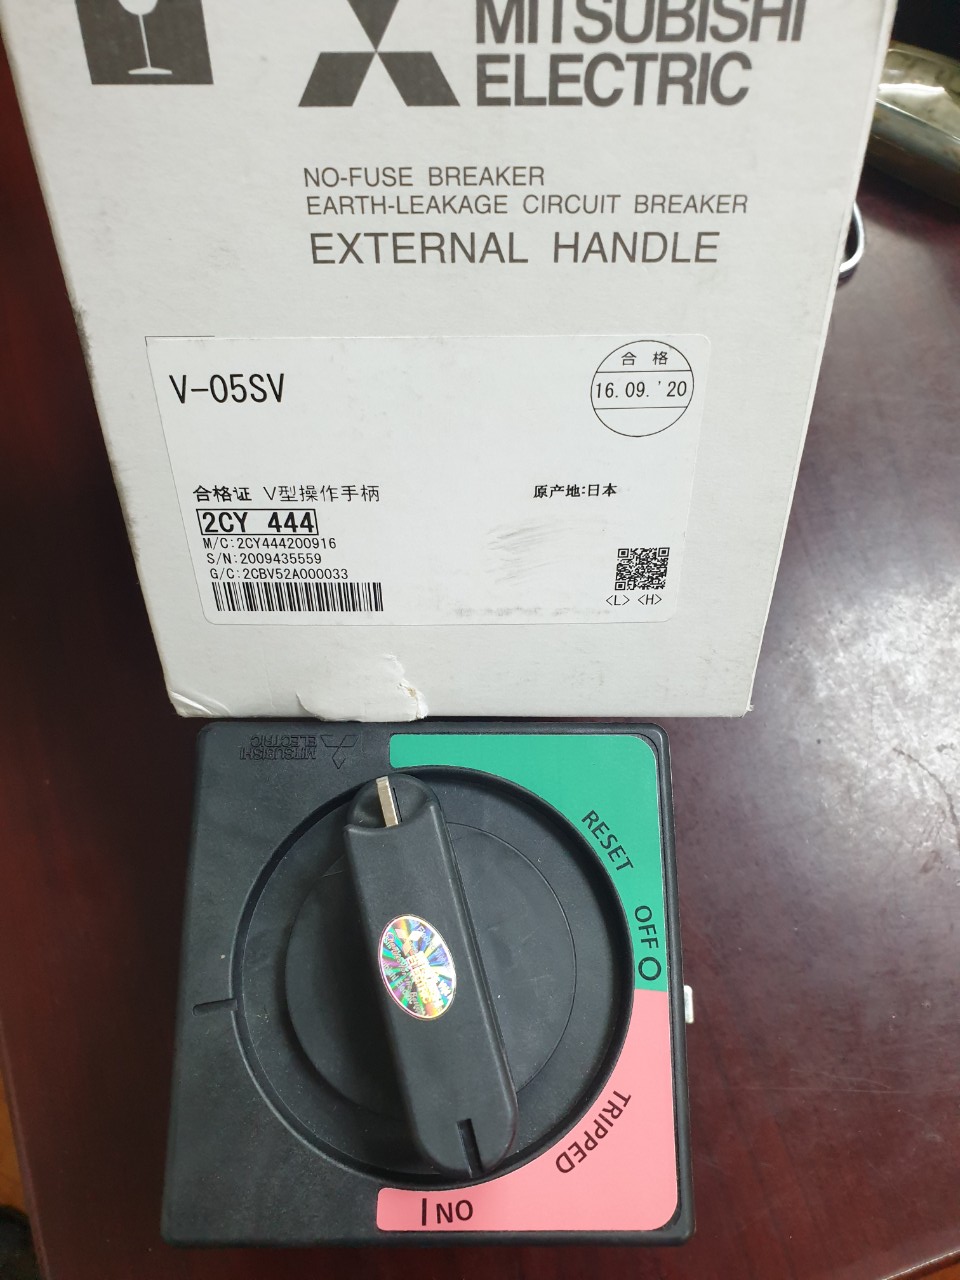 MITSUBISHI
ELECTRIC
NO-FUSE BREAKER
EARTH-LEAKAGE CIRCUIT BREAKER
EXTERNAL HANDLE
V-05SV
合 格
16.09.'20
合格证 V型操作手柄
原产地:日本
2CY 444
M/C:2CY444200916
S/N:2009435559
G/C:2CBV52A000033
<L> <H>
MITSUBISHI
ELECTRIC
RESET
OFF O
TRIPPED
I ON